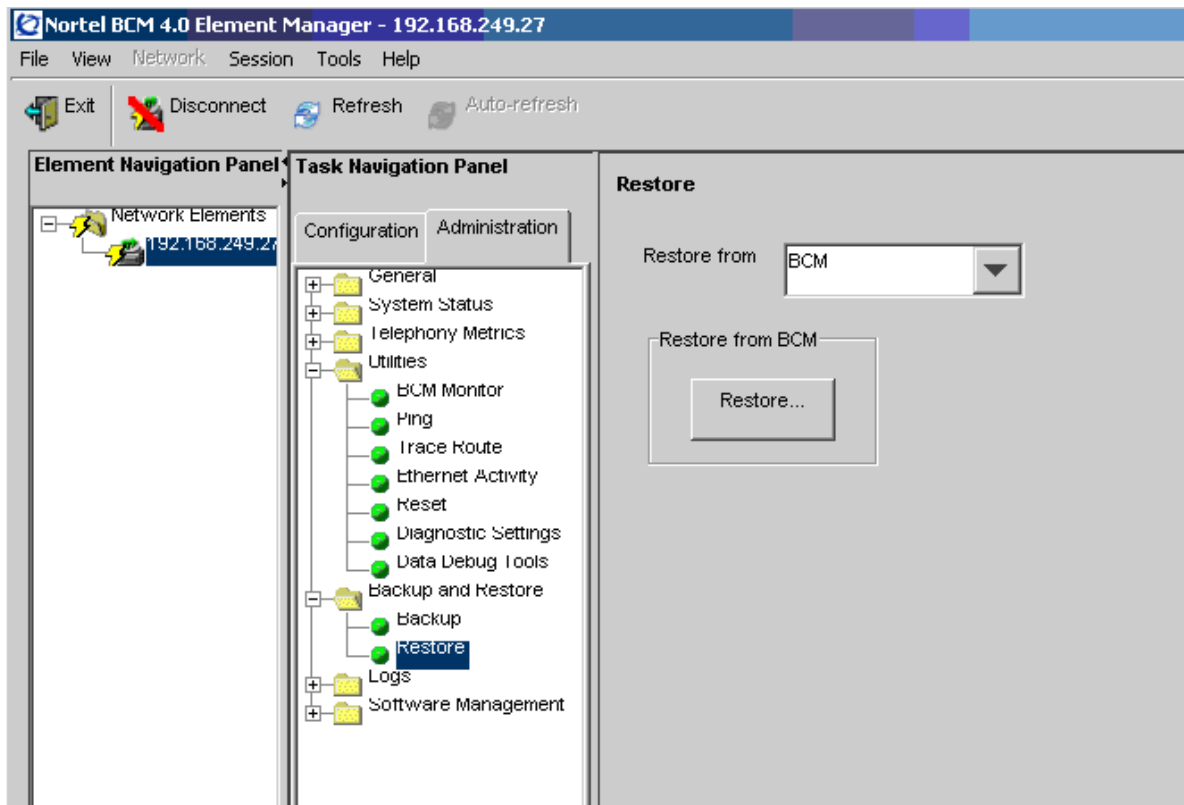 Nortel BCM 4.0 Element Manager - 192.168.249.27
File View Network Session Tools Help
Exit Disconnect Refresh Auto-refresh
Element Navigation Panel
Network Elements
192.168.249.27
Task Navigation Panel
Configuration Administration
General
System Status
Telephony Metrics
Utilities
BCM Monitor
Ping
Trace Route
Ethernet Activity
Reset
Diagnostic Settings
Data Debug Tools
Backup and Restore
Backup
Restore
Logs
Software Management
Restore
Restore from BCM
Restore from BCM
Restore...